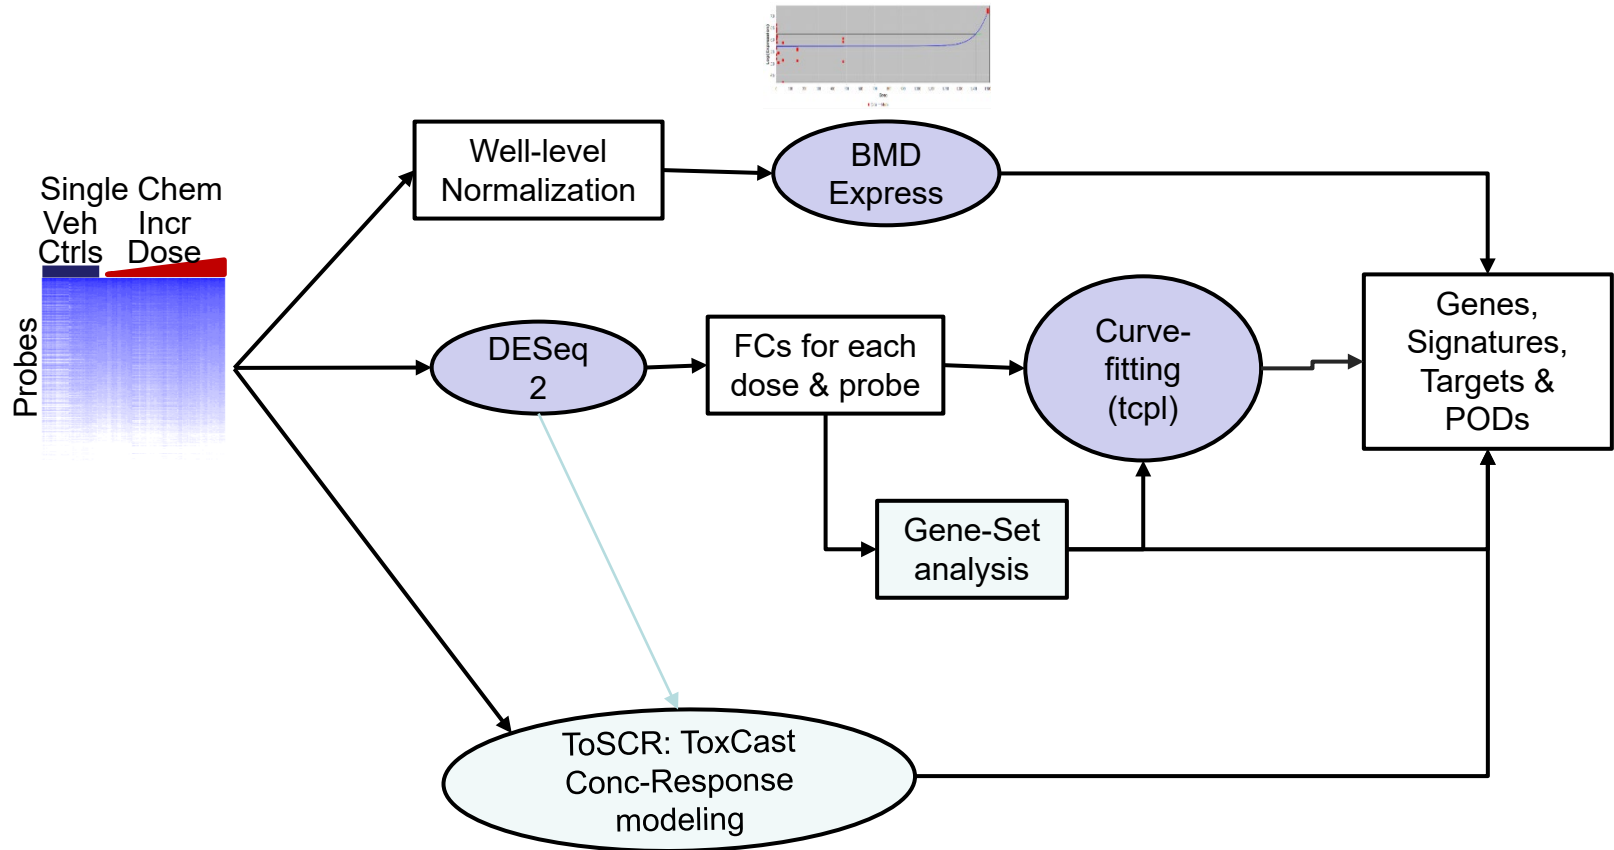 Single Chem
Veh Incr
Ctrls Dose
Probes
Well-level
Normalization
BMD
Express
DESeq
2
FCs for each
dose & probe
Curve-
fitting
(tcpl)
Genes,
Signatures,
Targets &
PODs
Gene-Set
analysis
ToSCR: ToxCast
Conc-Response
modeling